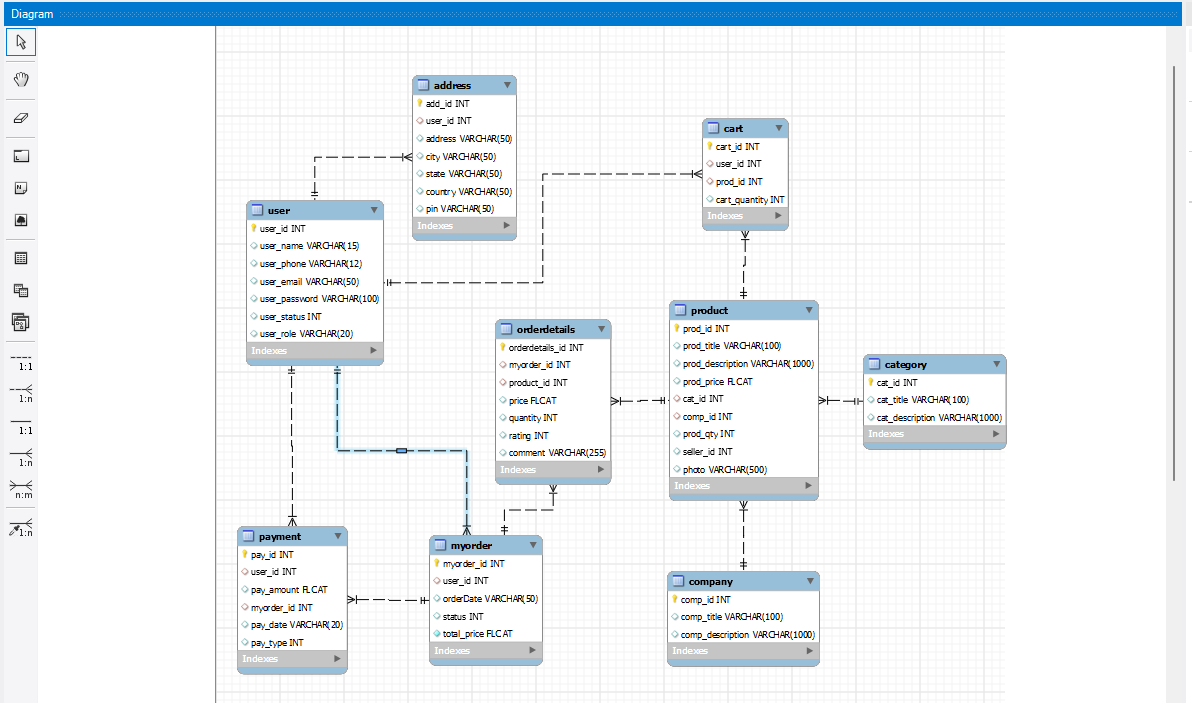 Diagram
address
add_id INT
user_id INT
address VARCHAR(50)
city VARCHAR(50)
state VARCHAR(50)
country VARCHAR(50)
pin VARCHAR(50)
Indexes
cart
cart_id INT
user_id INT
prod_id INT
cart_quantity INT
Indexes
user
user_id INT
user_name VARCHAR(15)
user_phone VARCHAR(12)
user_email VARCHAR(50)
user_password VARCHAR(100)
user_status INT
user_role VARCHAR(20)
Indexes
orderdetails
orderdetails_id INT
myorder_id INT
product_id INT
price FLOAT
quantity INT
rating INT
comment VARCHAR(255)
Indexes
product
prod_id INT
prod_title VARCHAR(100)
prod_description VARCHAR(1000)
prod_price FLOAT
cat_id INT
comp_id INT
prod_qty INT
seller_id INT
photo VARCHAR(500)
Indexes
category
cat_id INT
cat_title VARCHAR(100)
cat_description VARCHAR(1000)
Indexes
payment
pay_id INT
user_id INT
pay_amount FLOAT
myorder_id INT
pay_date VARCHAR(20)
pay_type INT
Indexes
myorder
myorder_id INT
user_id INT
orderDate VARCHAR(50)
status INT
total_price FLOAT
Indexes
company
comp_id INT
comp_title VARCHAR(100)
comp_description VARCHAR(1000)
Indexes
1:1
1:n
1:1
1:n
n:m
1:n